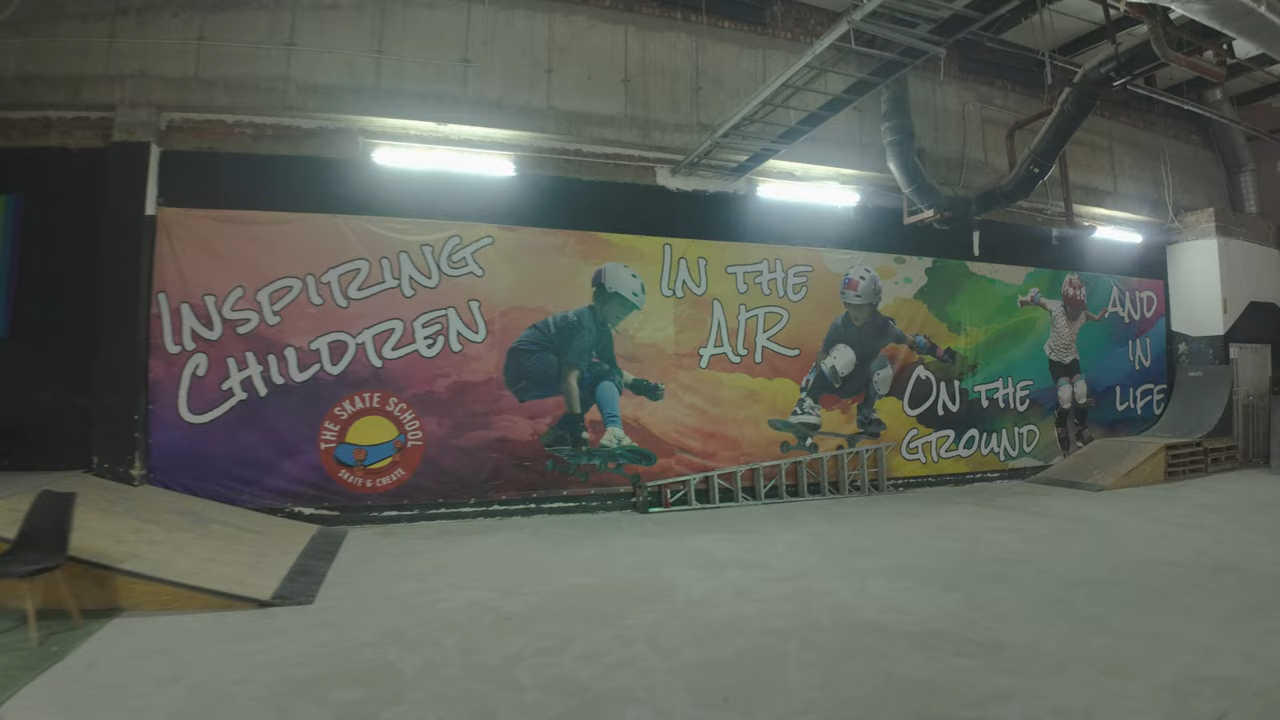 INSPIRING
CHILDREN
THE SKATE SCHOOL
SKATE & CREATE
IN THE
AIR
ON THE
GROUND
AND
IN
LIFE